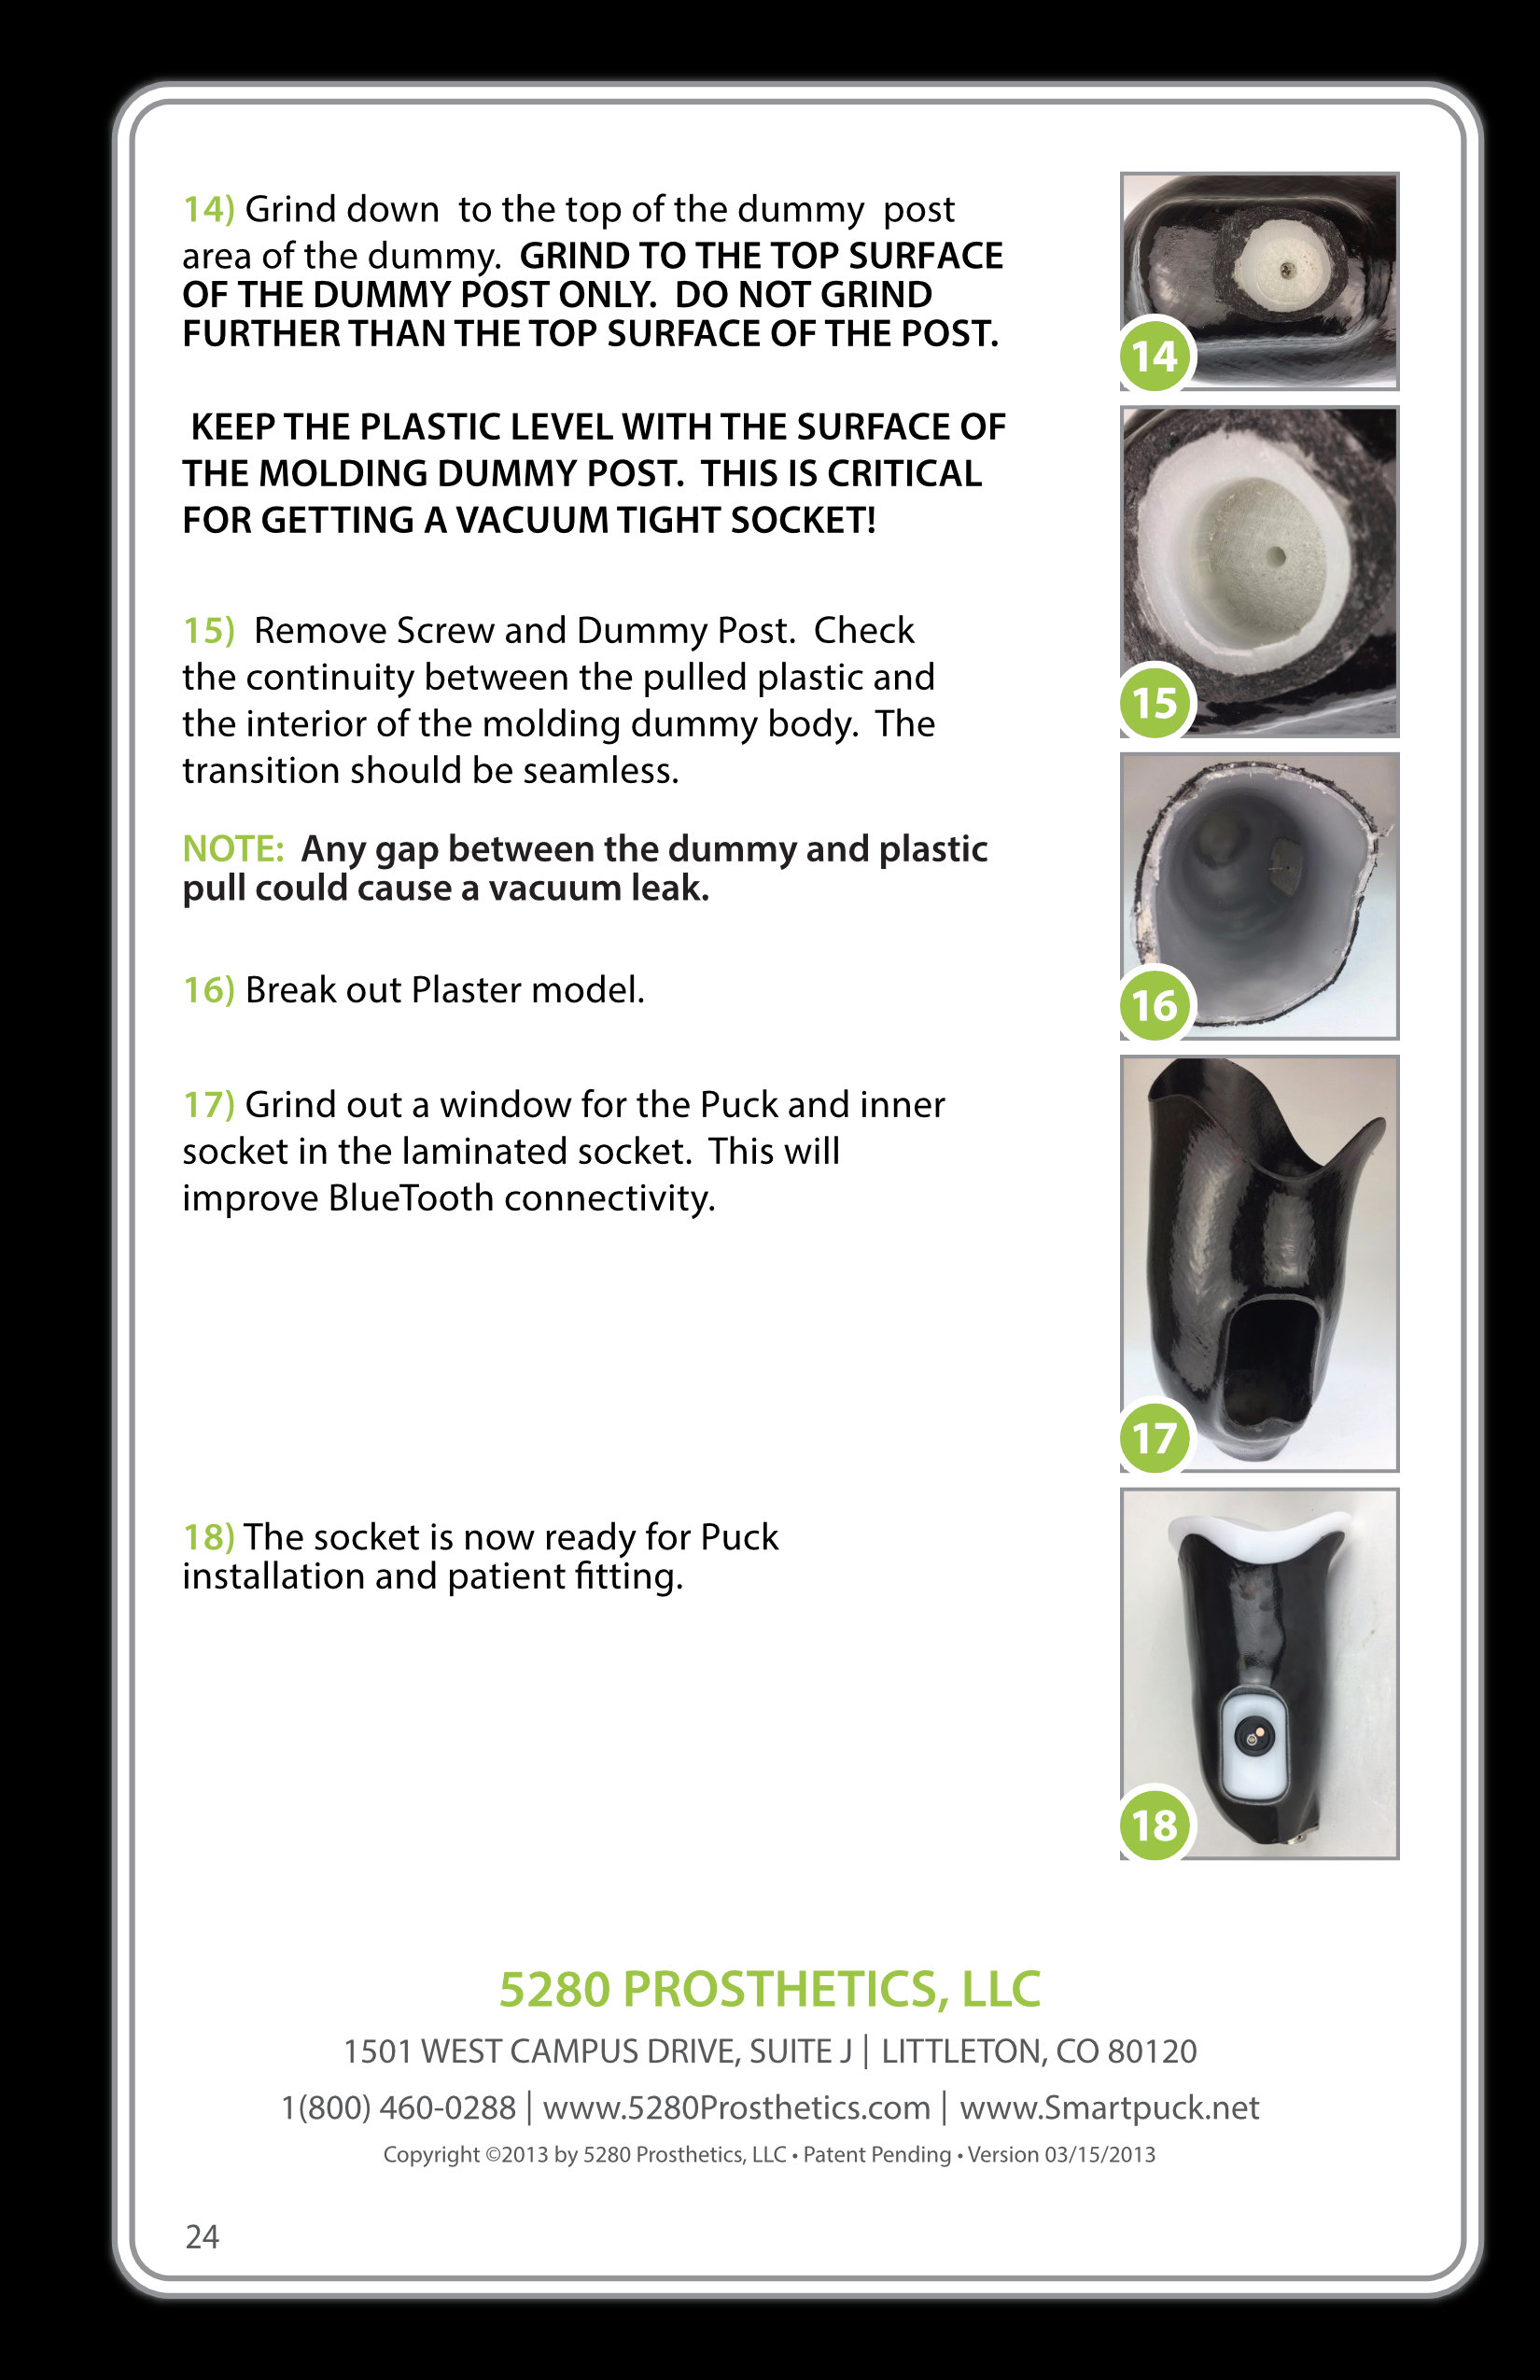 14) Grind down to the top of the dummy post
area of the dummy. GRIND TO THE TOP SURFACE
OF THE DUMMY POST ONLY. DO NOT GRIND
FURTHER THAN THE TOP SURFACE OF THE POST.
KEEP THE PLASTIC LEVEL WITH THE SURFACE OF
THE MOLDING DUMMY POST. THIS IS CRITICAL
FOR GETTING A VACUUM TIGHT SOCKET!
15) Remove Screw and Dummy Post. Check
the continuity between the pulled plastic and
the interior of the molding dummy body. The
transition should be seamless.
NOTE: Any gap between the dummy and plastic
pull could cause a vacuum leak.
16) Break out Plaster model.
17) Grind out a window for the Puck and inner
socket in the laminated socket. This will
improve BlueTooth connectivity.
18) The socket is now ready for Puck
installation and patient fitting.
14
15
16
17
18
5280 PROSTHETICS, LLC
1501 WEST CAMPUS DRIVE, SUITE J | LITTLETON, CO 80120
1(800) 460-0288 | www.5280Prosthetics.com | www.Smartpuck.net
Copyright ©2013 by 5280 Prosthetics, LLC • Patent Pending • Version 03/15/2013
24